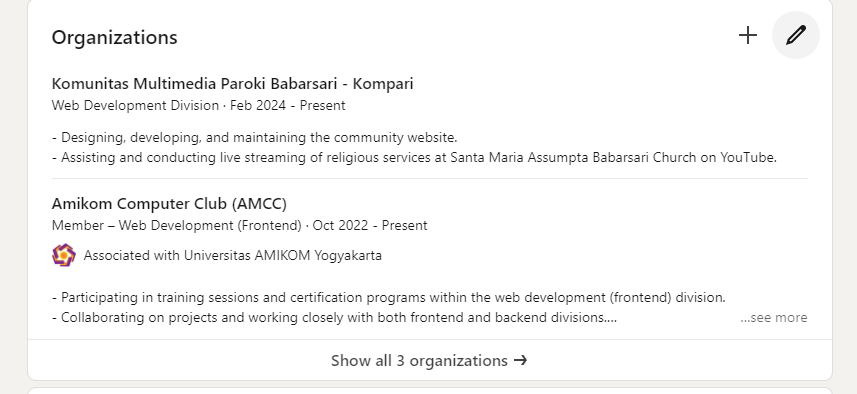 Organizations
Komunitas Multimedia Paroki Babarsari - Kompari
Web Development Division · Feb 2024 - Present
- Designing, developing, and maintaining the community website.
- Assisting and conducting live streaming of religious services at Santa Maria Assumpta Babarsari Church on YouTube.
Amikom Computer Club (AMCC)
Member – Web Development (Frontend) · Oct 2022 - Present
Associated with Universitas AMIKOM Yogyakarta
- Participating in training sessions and certification programs within the web development (frontend) division.
- Collaborating on projects and working closely with both frontend and backend divisions.... ...see more
Show all 3 organizations →